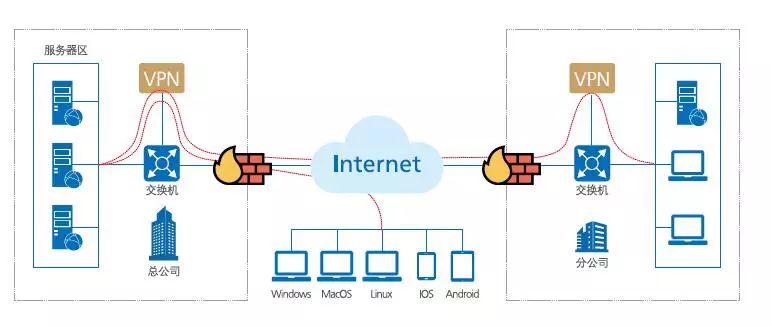 服务器区
VPN
VPN
Internet
交换机
交换机
总公司
分公司
Windows MacOS Linux IOS Android